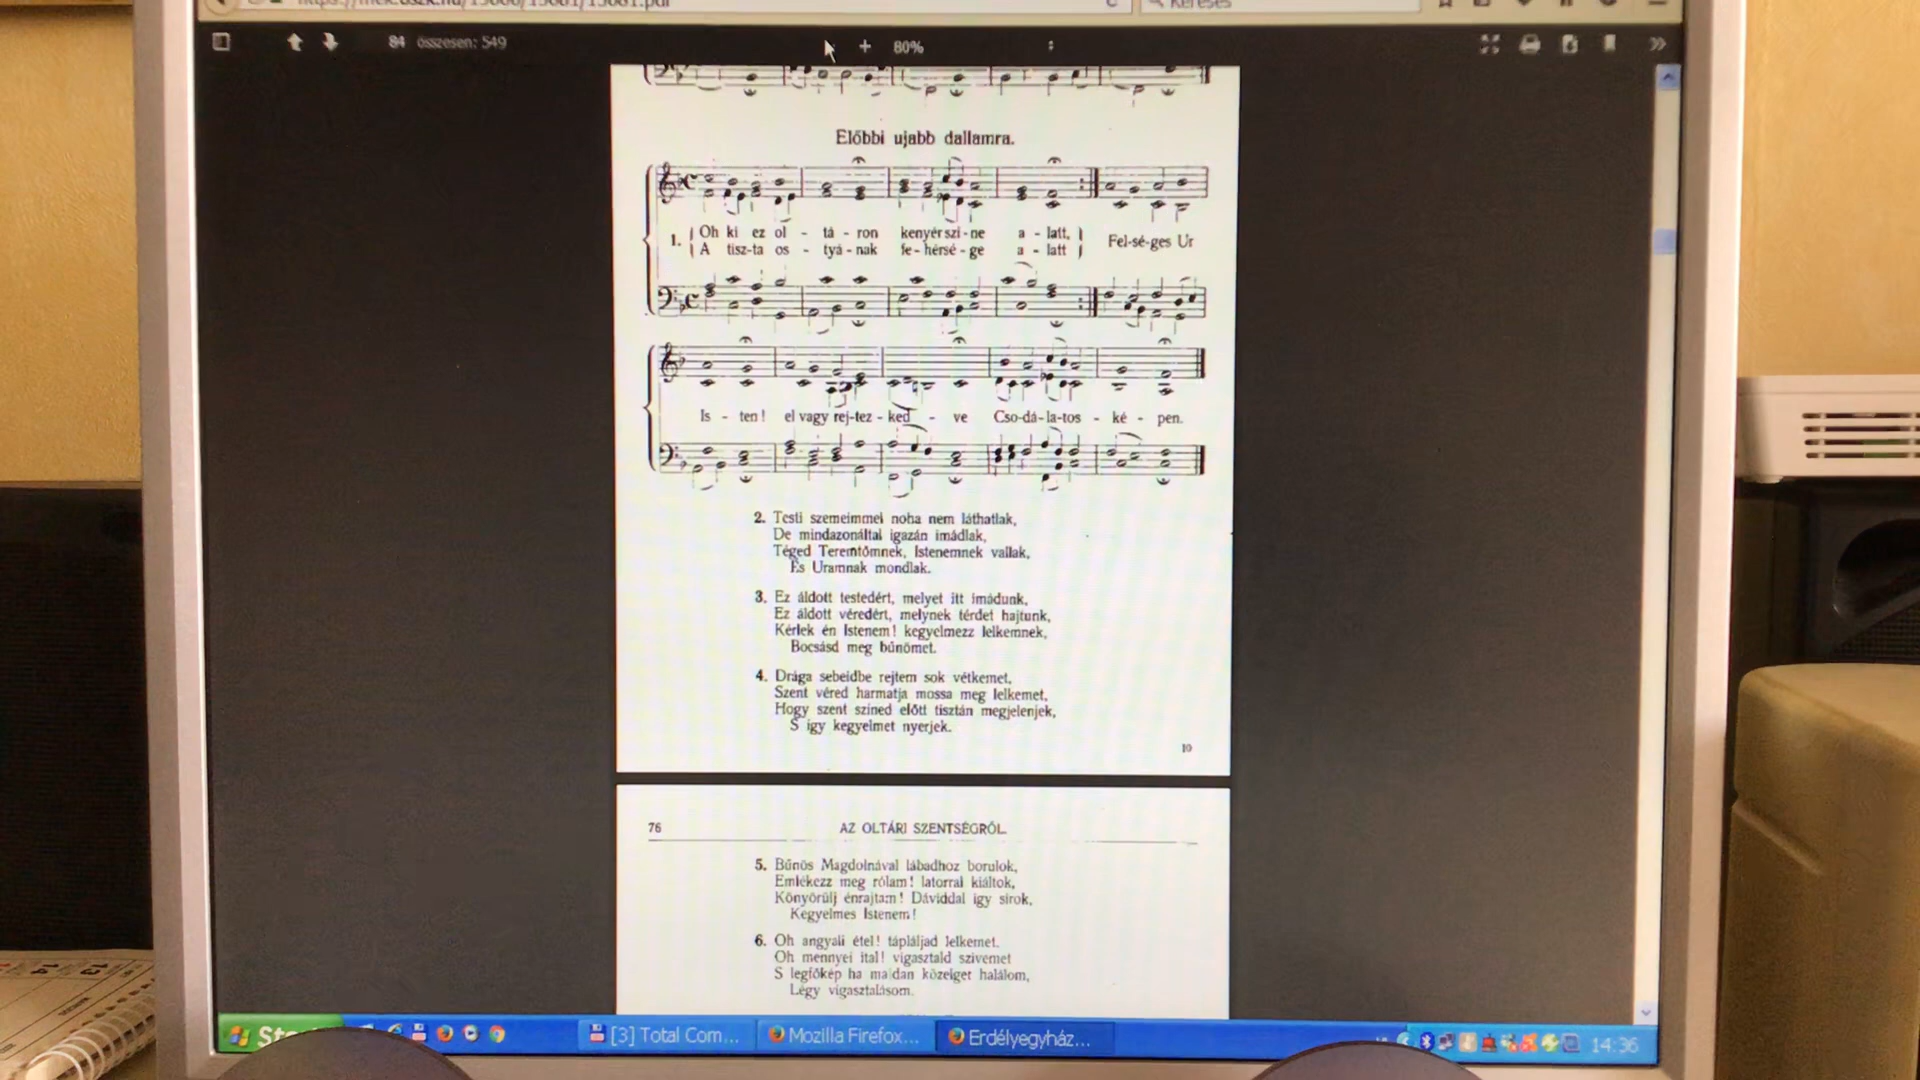 84 összesen: 549
80%
Előbbi ujabb dallamra.
1. Oh ki ez ol - tá - ron kenyér szi - ne a - latt, Fel-sé-ges Úr
A tisz-ta os - tyá - nak fe - hérsé - ge a - latt
Is - ten! el vagy rej-tez - ked - ve Cso-dá-la-tos - ké - pen.
2. Testi szemeimmel noha nem láthatlak,
De mindazonáltal igazán imádlak,
Téged Teremtőmnek, Istenemnek vallak,
És Uramnak mondlak.
3. Ez áldott testedért, melyet itt imádunk,
Ez áldott véredért, melynek térdet hajtunk,
Kérlek én Istenem! kegyelmezz lelkemnek,
Bocsásd meg bűnömet.
4. Drága sebeidbe rejtem sok vétkemet,
Szent véred harmatja mossa meg lelkemet,
Hogy szent szined előtt tisztán megjelenjek,
S igy kegyelmet nyerjek.
10
76 AZ OLTÁRI SZENTSÉGRŐL.
5. Bűnös Magdolnával lábadhoz borulok,
Emlékezz meg rólam! latorral kiáltok,
Könyörülj énrajtam! Dáviddal igy sirok,
Kegyelmes Istenem!
6. Oh angyali étel! tápláljad lelkemet.
Oh mennyei ital! vigasztald szivemet
S legfőkép ha majdan közelget halálom,
Légy vigasztalásom.
[3] Total Com... Mozilla Firefox... Erdélyegyház... 14:36